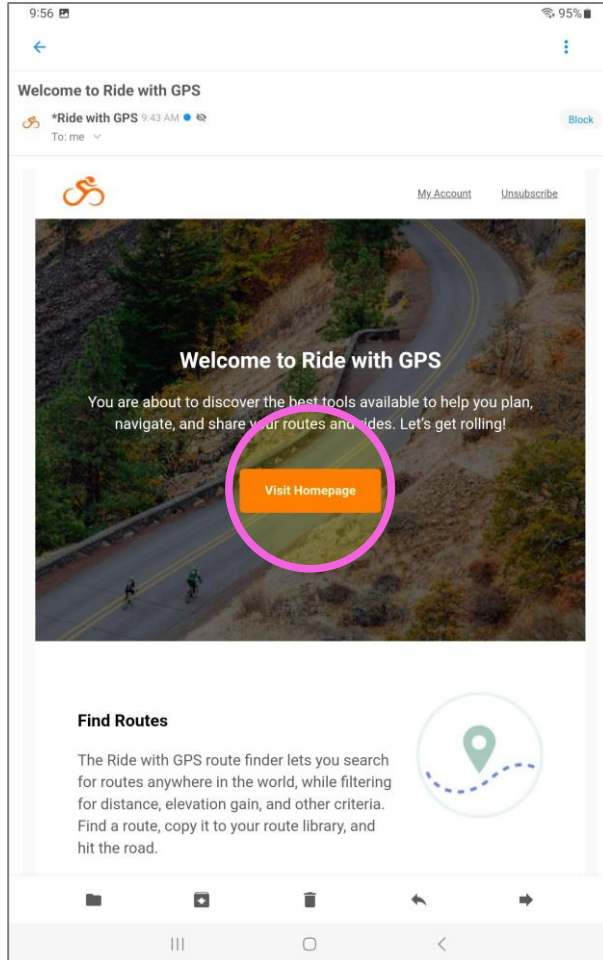 9:56 95%
Welcome to Ride with GPS
*Ride with GPS 9:43 AM
Block
To: me
My Account Unsubscribe
Welcome to Ride with GPS
You are about to discover the best tools available to help you plan,
navigate, and share your routes and rides. Let's get rolling!
Visit Homepage
Find Routes
The Ride with GPS route finder lets you search
for routes anywhere in the world, while filtering
for distance, elevation gain, and other criteria.
Find a route, copy it to your route library, and
hit the road.